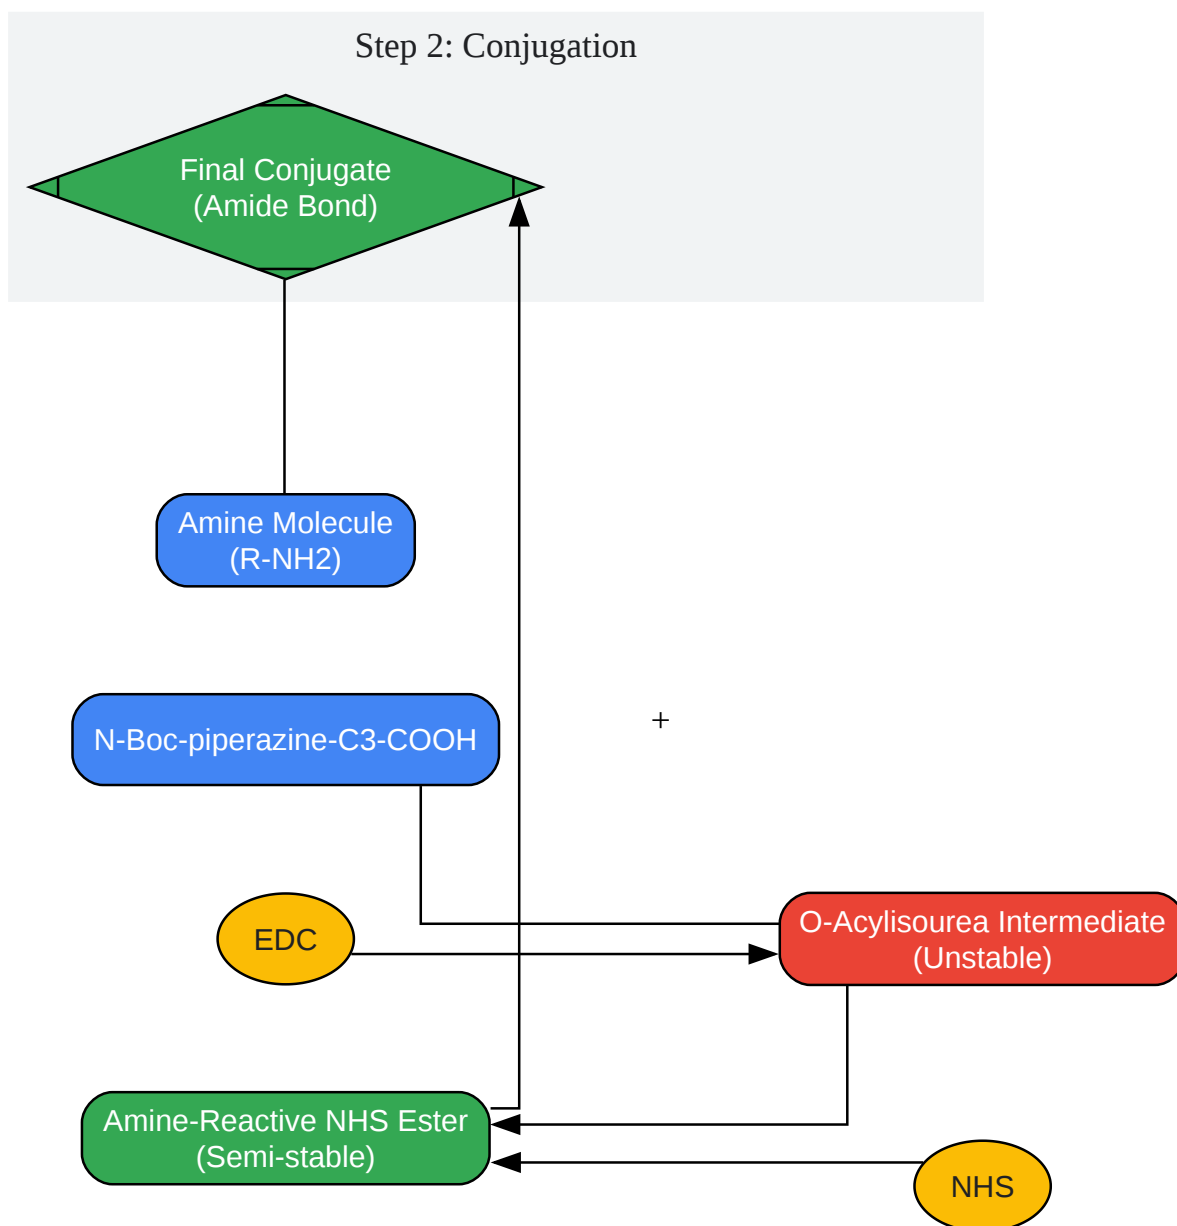 Step 2: Conjugation
Final Conjugate
(Amide Bond)
Amine Molecule
(R-NH2)
N-Boc-piperazine-C3-COOH
+
EDC
O-Acylisourea Intermediate
(Unstable)
Amine-Reactive NHS Ester
(Semi-stable)
NHS